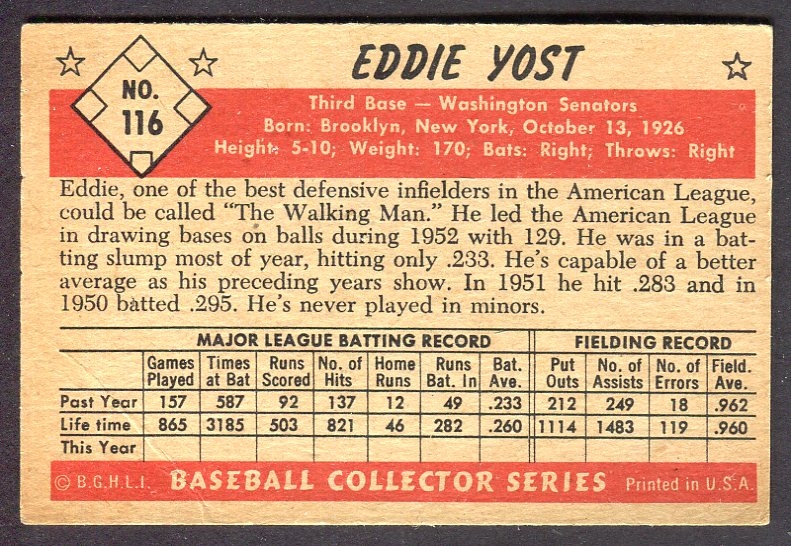 EDDIE YOST
NO.
116
Third Base — Washington Senators
Born: Brooklyn, New York, October 13, 1926
Height: 5-10; Weight: 170; Bats: Right; Throws: Right
Eddie, one of the best defensive infielders in the American League,
could be called "The Walking Man." He led the American League
in drawing bases on balls during 1952 with 129. He was in a bat-
ting slump most of year, hitting only .233. He's capable of a better
average as his preceding years show. In 1951 he hit .283 and in
1950 batted .295. He's never played in minors.
MAJOR LEAGUE BATTING RECORD FIELDING RECORD
Games Times Runs No. of Home Runs Bat. Put No. of No. of Field.
Played at Bat Scored Hits Runs Bat. In Ave. Outs Assists Errors Ave.
Past Year 157 587 92 137 12 49 .233 212 249 18 .962
Life time 865 3185 503 821 46 282 .260 1114 1483 119 .960
This Year
© B.G.H.L.I. BASEBALL COLLECTOR SERIES Printed in U.S.A.